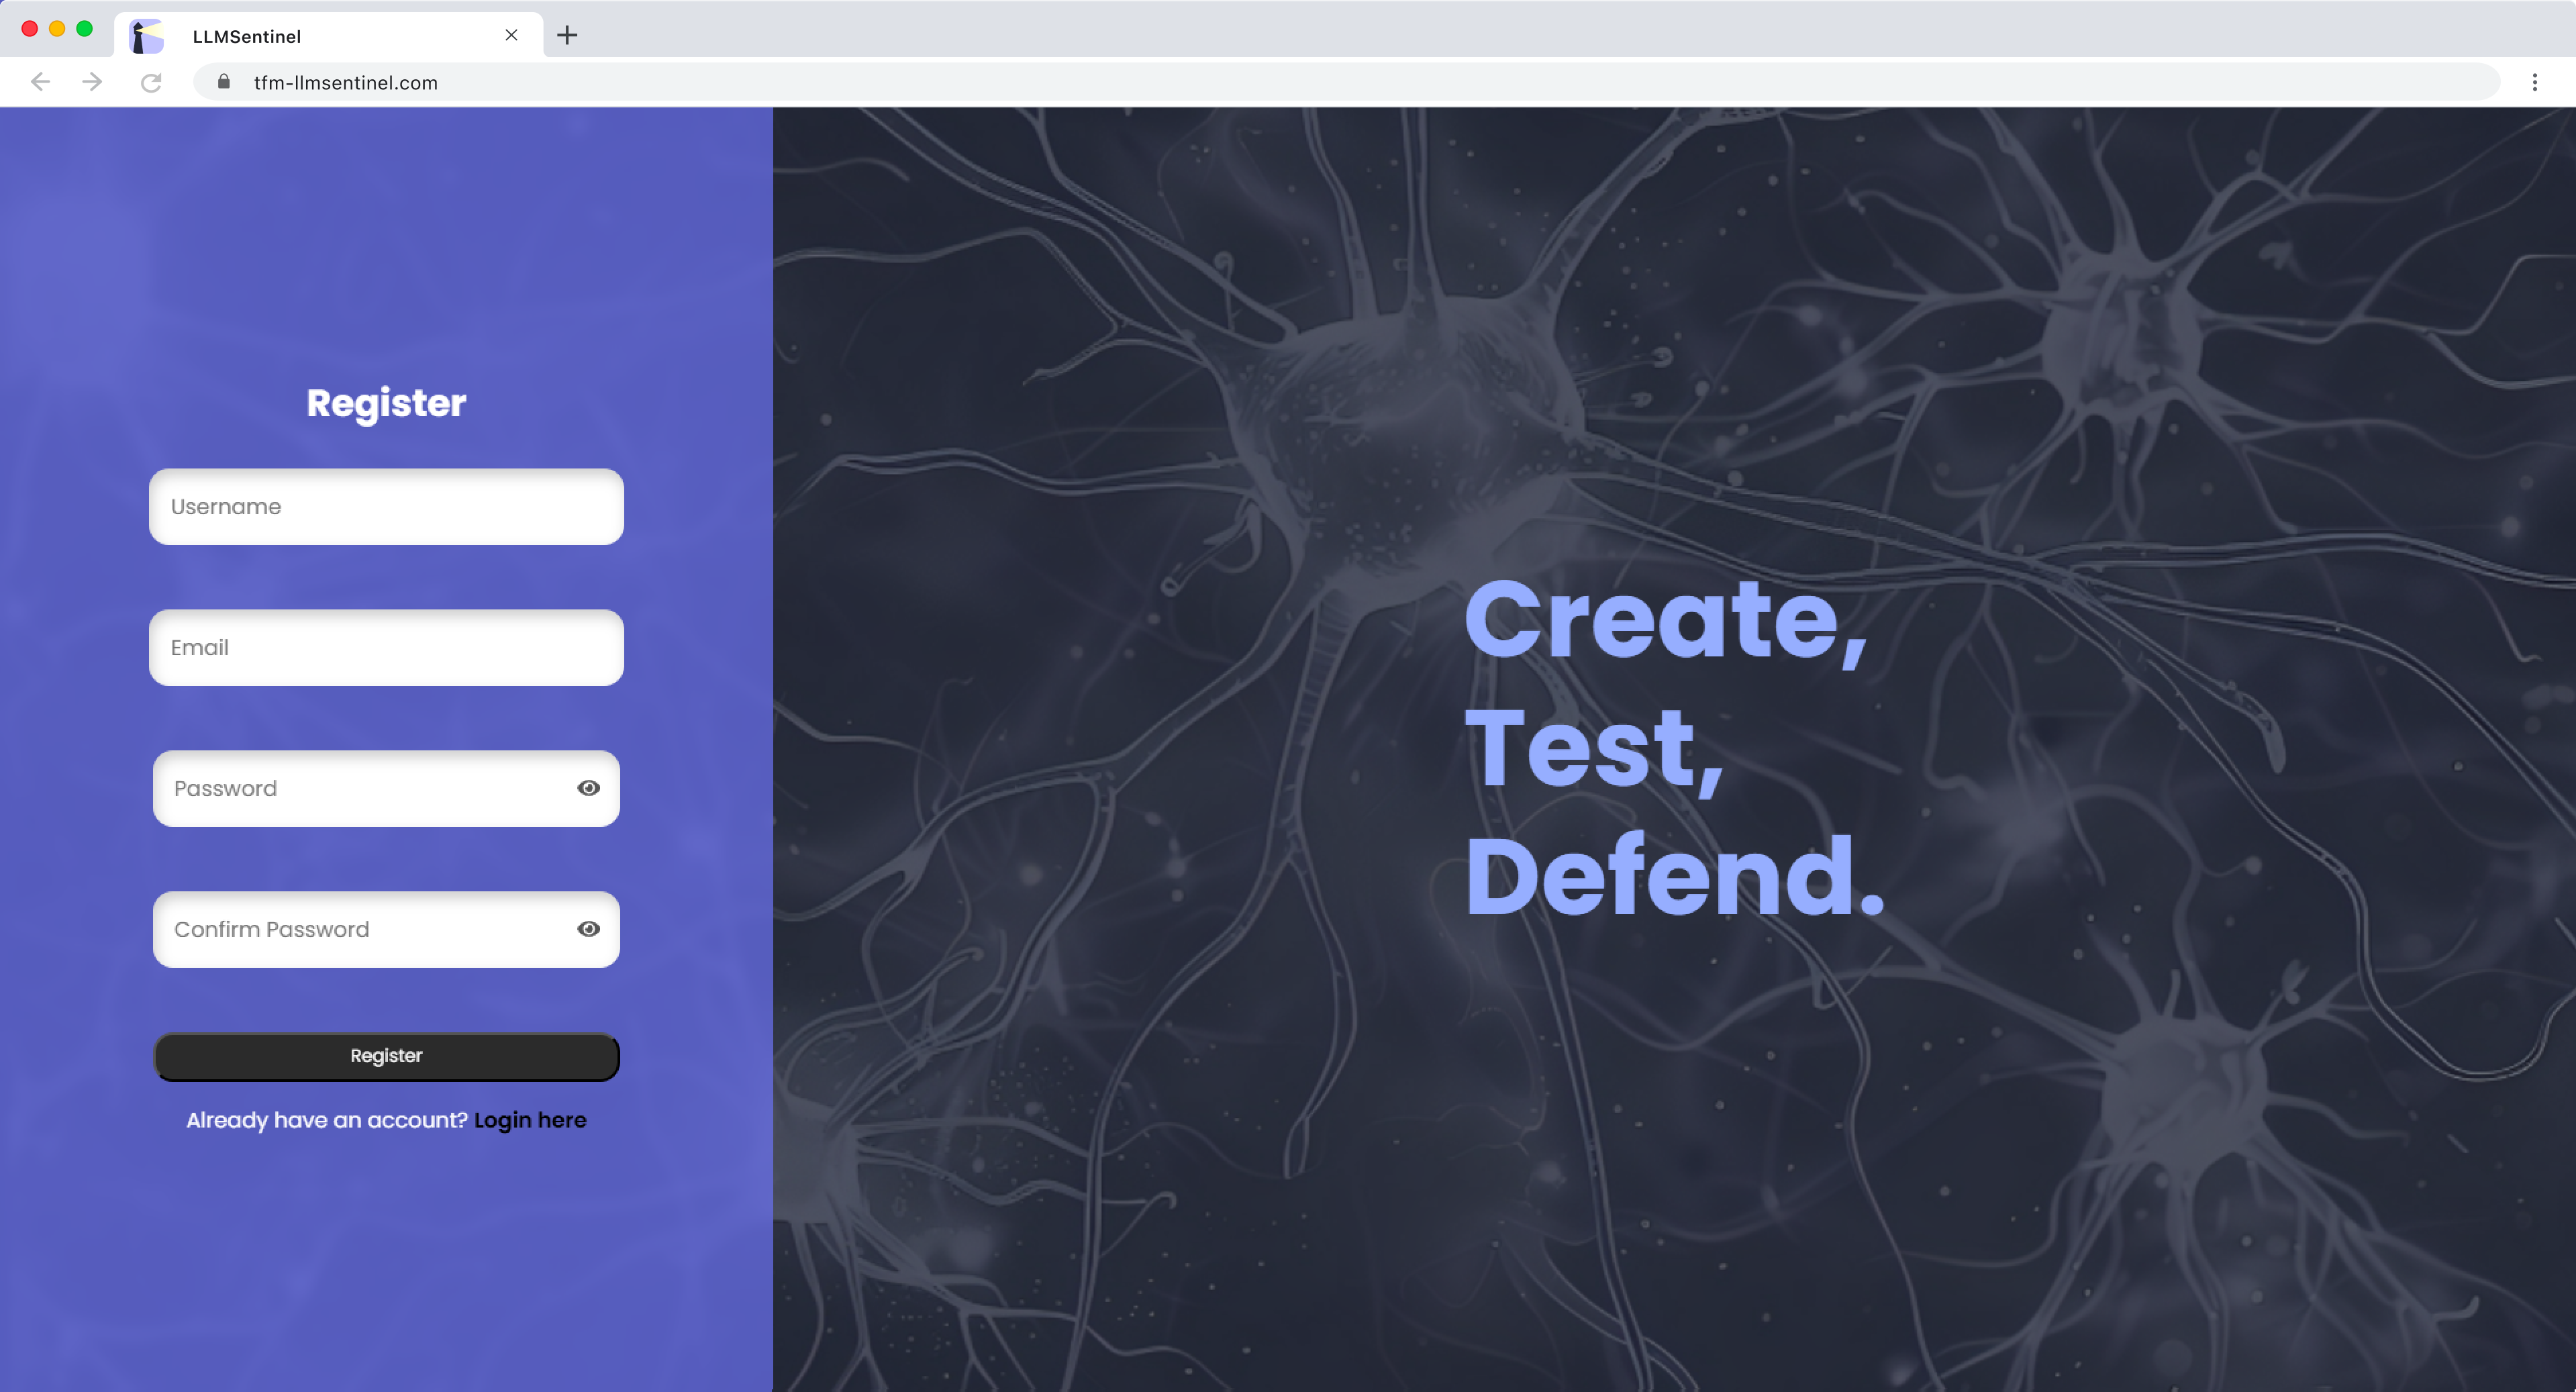 LLMSentinel
tfm-llmsentinel.com
Register
Username
Email
Password
Confirm Password
Register
Already have an account? Login here
Create,
Test,
Defend.